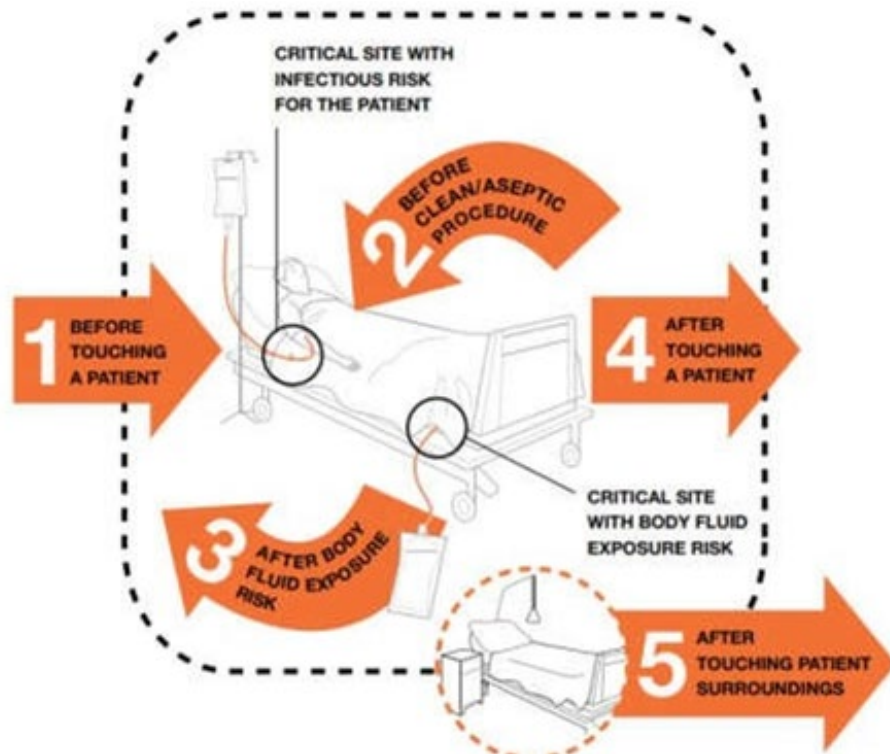 CRITICAL SITE WITH
INFECTIOUS RISK
FOR THE PATIENT
2 BEFORE
CLEAN/ASEPTIC
PROCEDURE
1 BEFORE
TOUCHING
A PATIENT
4 AFTER
TOUCHING
A PATIENT
CRITICAL SITE
WITH BODY FLUID
EXPOSURE RISK
3 AFTER BODY
FLUID EXPOSURE
RISK
5 AFTER
TOUCHING PATIENT
SURROUNDINGS